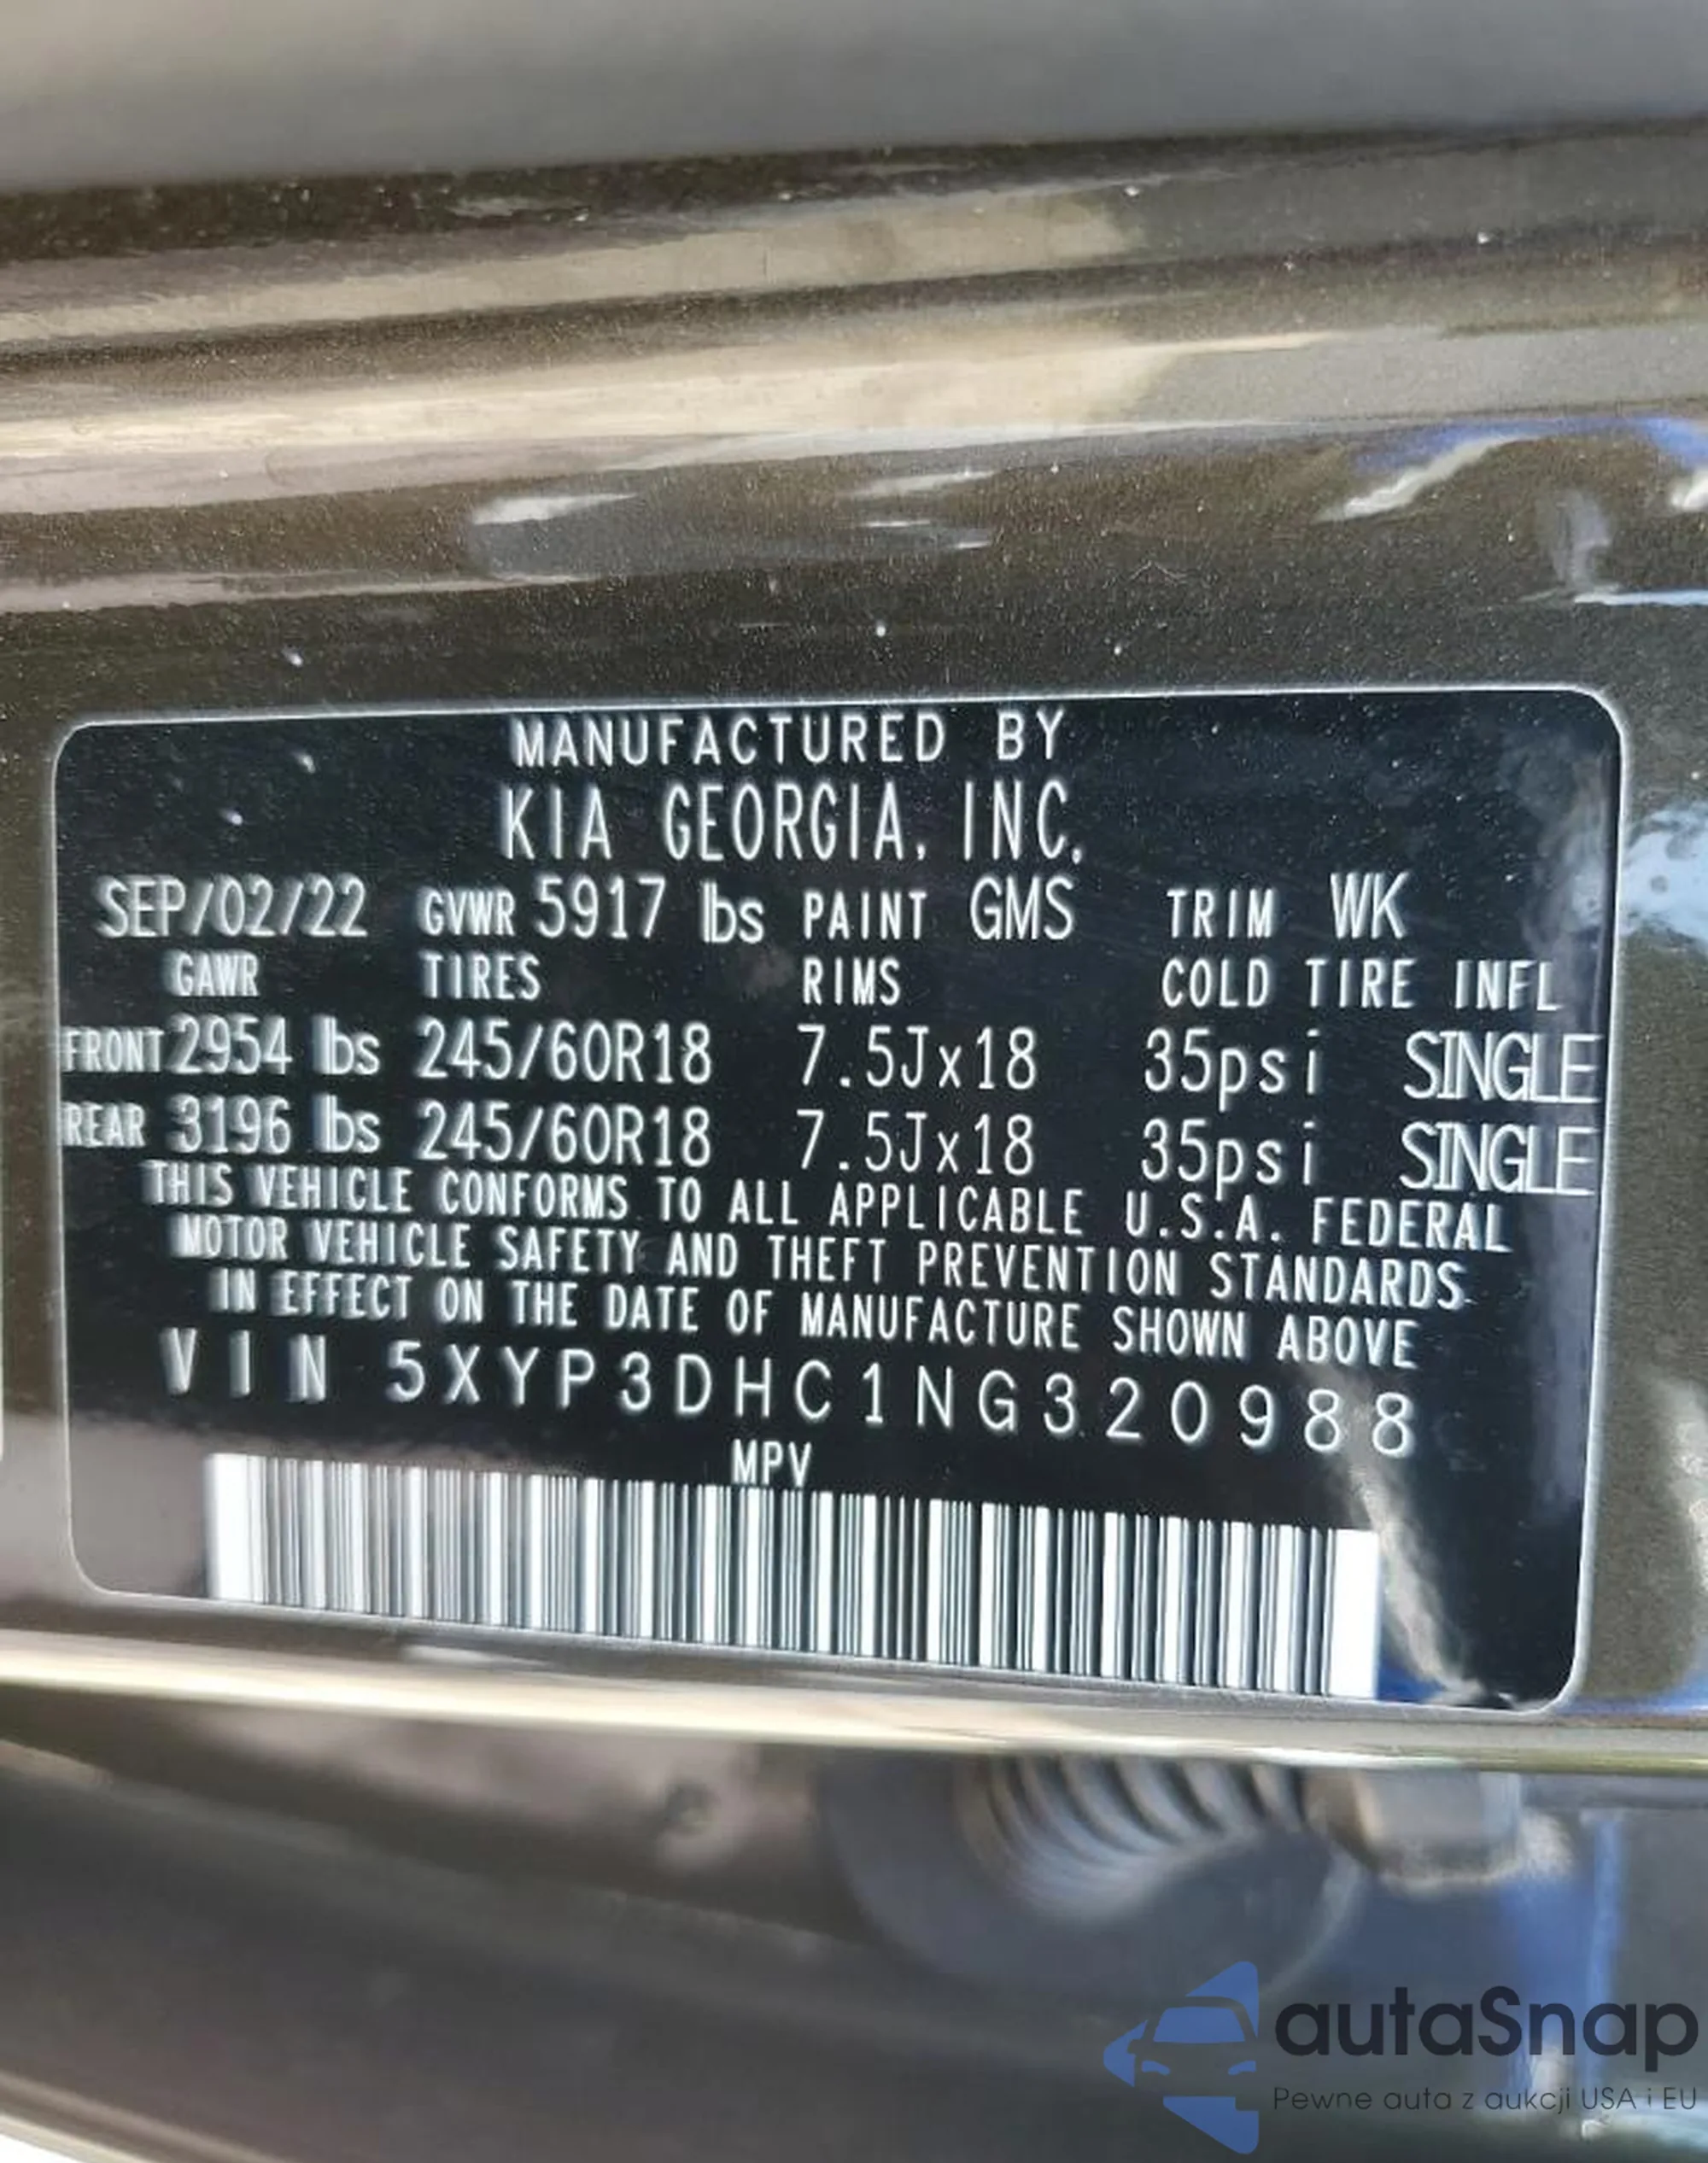 MANUFACTURED BY
KIA GEORGIA, INC.
SEP/02/22 GVWR 5917 lbs PAINT GMS TRIM WK
GAWR TIRES RIMS COLD TIRE INFL
FRONT 2954 lbs 245/60R18 7.5Jx18 35psi SINGLE
REAR 3196 lbs 245/60R18 7.5Jx18 35psi SINGLE
THIS VEHICLE CONFORMS TO ALL APPLICABLE U.S.A. FEDERAL
MOTOR VEHICLE SAFETY AND THEFT PREVENTION STANDARDS
IN EFFECT ON THE DATE OF MANUFACTURE SHOWN ABOVE
VIN 5XYP3DHC1NG320988
MPV
autaSnap
Pewne auta z aukcji USA i EU